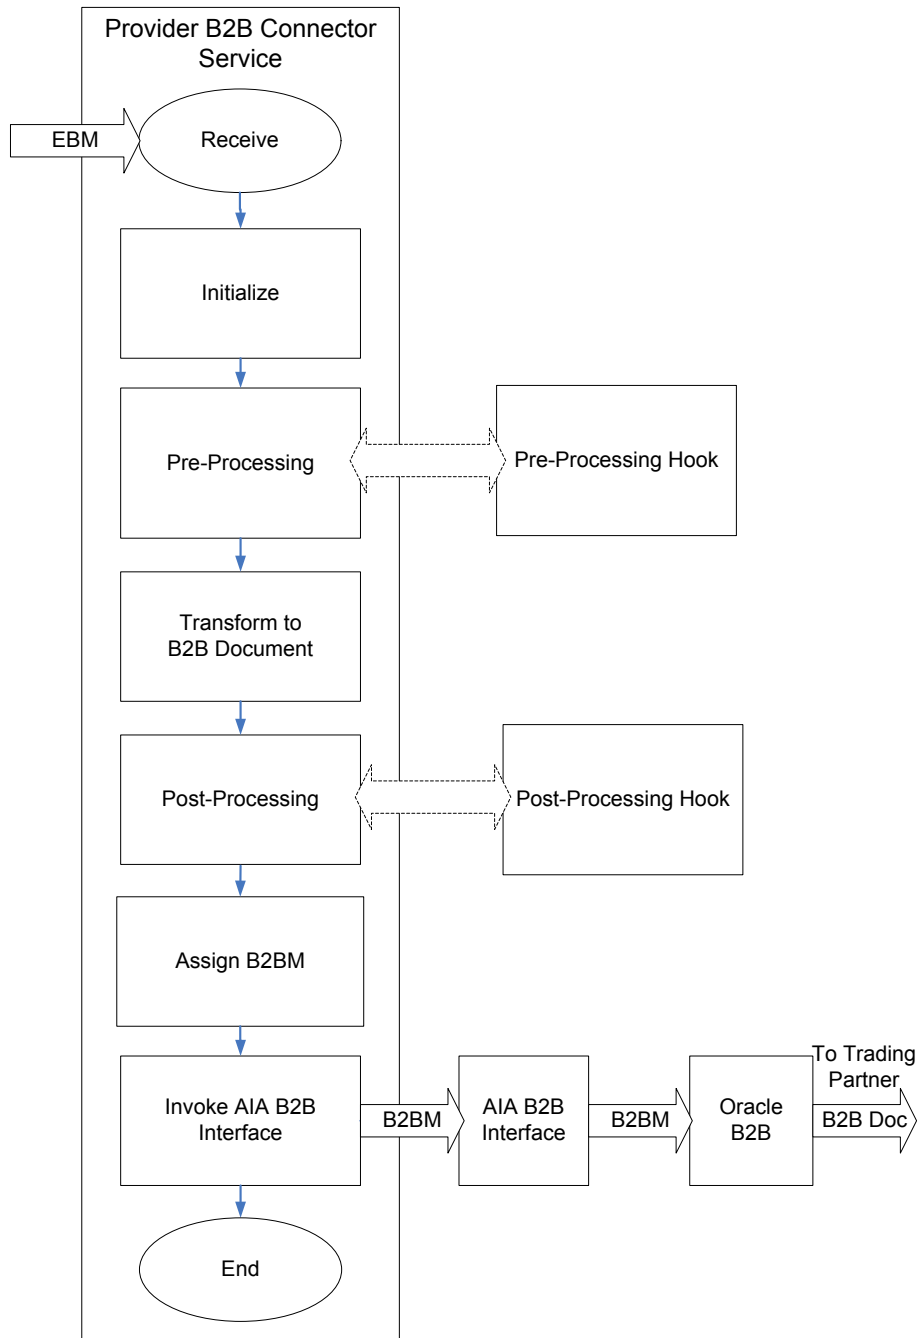 Provider B2B Connector
Service
EBM
Receive
Initialize
Pre-Processing
Pre-Processing Hook
Transform to
B2B Document
Post-Processing
Post-Processing Hook
Assign B2BM
Invoke AIA B2B
Interface
B2BM
AIA B2B
Interface
B2BM
Oracle
B2B
To Trading
Partner
B2B Doc
End